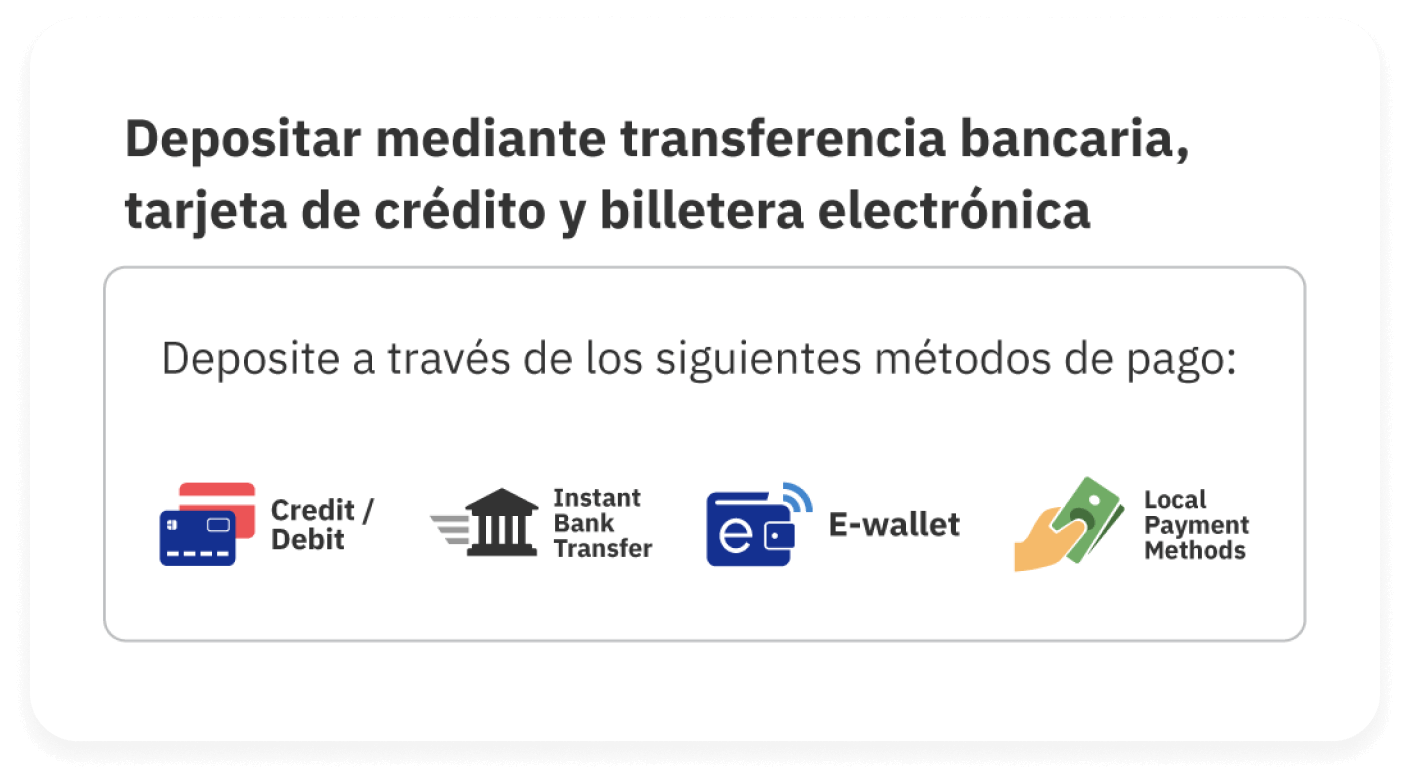 Depositar mediante transferencia bancaria,
tarjeta de crédito y billetera electrónica
Deposite a través de los siguientes métodos de pago:
Credit /
Debit
Instant
Bank
Transfer
e
E-wallet
Local
Payment
Methods